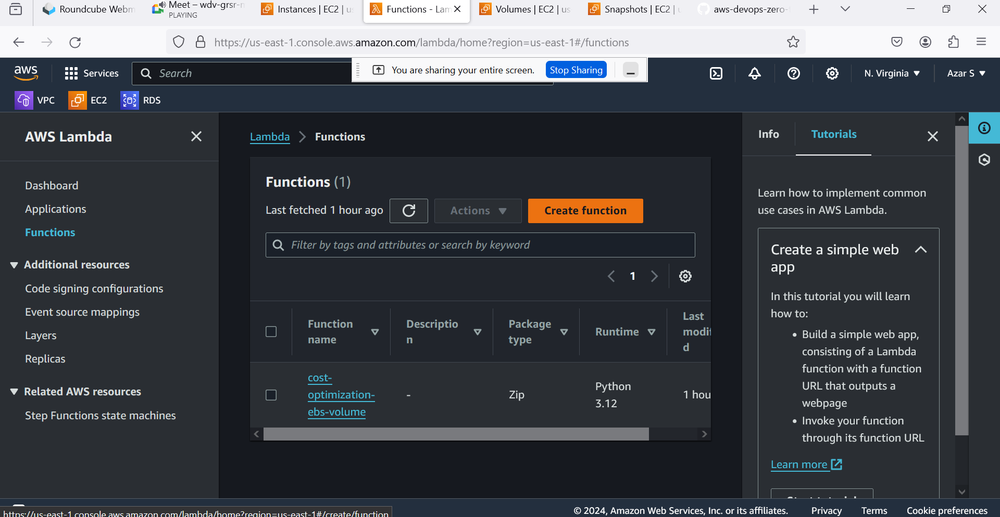 Roundcube Webm
Meet – wdv-grsr-n
PLAYING
Instances | EC2 | us
Functions - Lam
Volumes | EC2 | us
Snapshots | EC2 | u
aws-devops-zero-t
https://us-east-1.console.aws.amazon.com/lambda/home?region=us-east-1#/functions
aws
Services
Search
You are sharing your entire screen.
Stop Sharing
N. Virginia
Azar S
VPC
EC2
RDS
AWS Lambda
Dashboard
Applications
Functions
Additional resources
Code signing configurations
Event source mappings
Layers
Replicas
Related AWS resources
Step Functions state machines
Lambda
Functions
Functions (1)
Last fetched 1 hour ago
Actions
Create function
Filter by tags and attributes or search by keyword
1
Function
name
Descriptio
n
Package
type
Runtime
Last
modif
d
cost-
optimization-
ebs-volume
-
Zip
Python
3.12
1 hou
Info
Tutorials
Learn how to implement common
use cases in AWS Lambda.
Create a simple web
app
In this tutorial you will learn
how to:
• Build a simple web app,
consisting of a Lambda
function with a function
URL that outputs a
webpage
• Invoke your function
through its function URL
Learn more
Start tutorial
https://us-east-1.console.aws.amazon.com/lambda/home?region=us-east-1#/create/function
© 2024, Amazon Web Services, Inc. or its affiliates.
Privacy
Terms
Cookie preferences